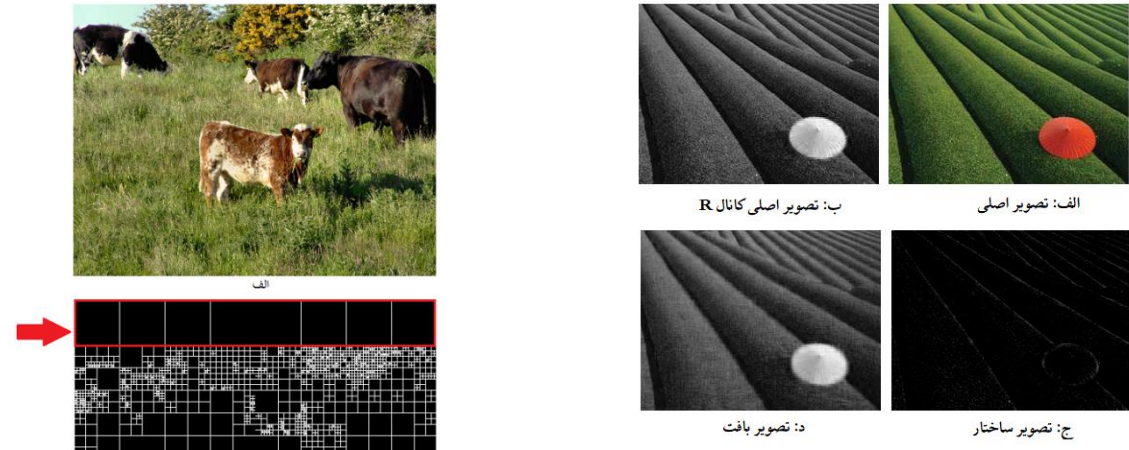 الف: تصویر اصلی
ب: تصویر اصلی کانال R
الف
ج: تصویر ساختار
د: تصویر بافت